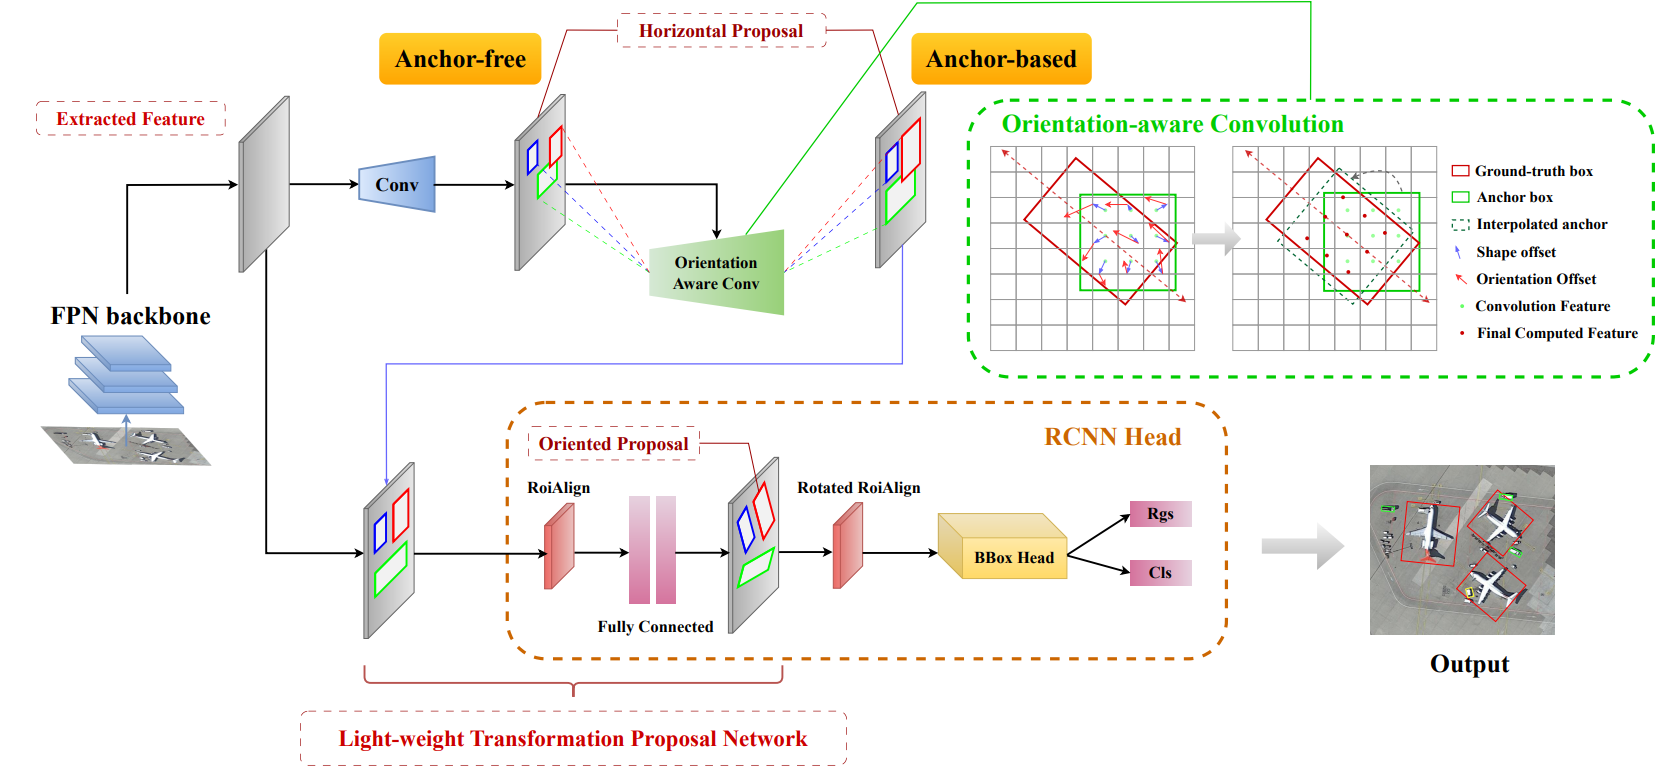 Horizontal Proposal
Anchor-free
Anchor-based
Extracted Feature
Conv
Orientation
Aware Conv
FPN backbone
Orientation-aware Convolution
Ground-truth box
Anchor box
Interpolated anchor
Shape offset
Orientation Offset
Convolution Feature
Final Computed Feature
RCNN Head
Oriented Proposal
RoiAlign
Rotated RoiAlign
BBox Head
Rgs
Cls
Fully Connected
Output
Light-weight Transformation Proposal Network